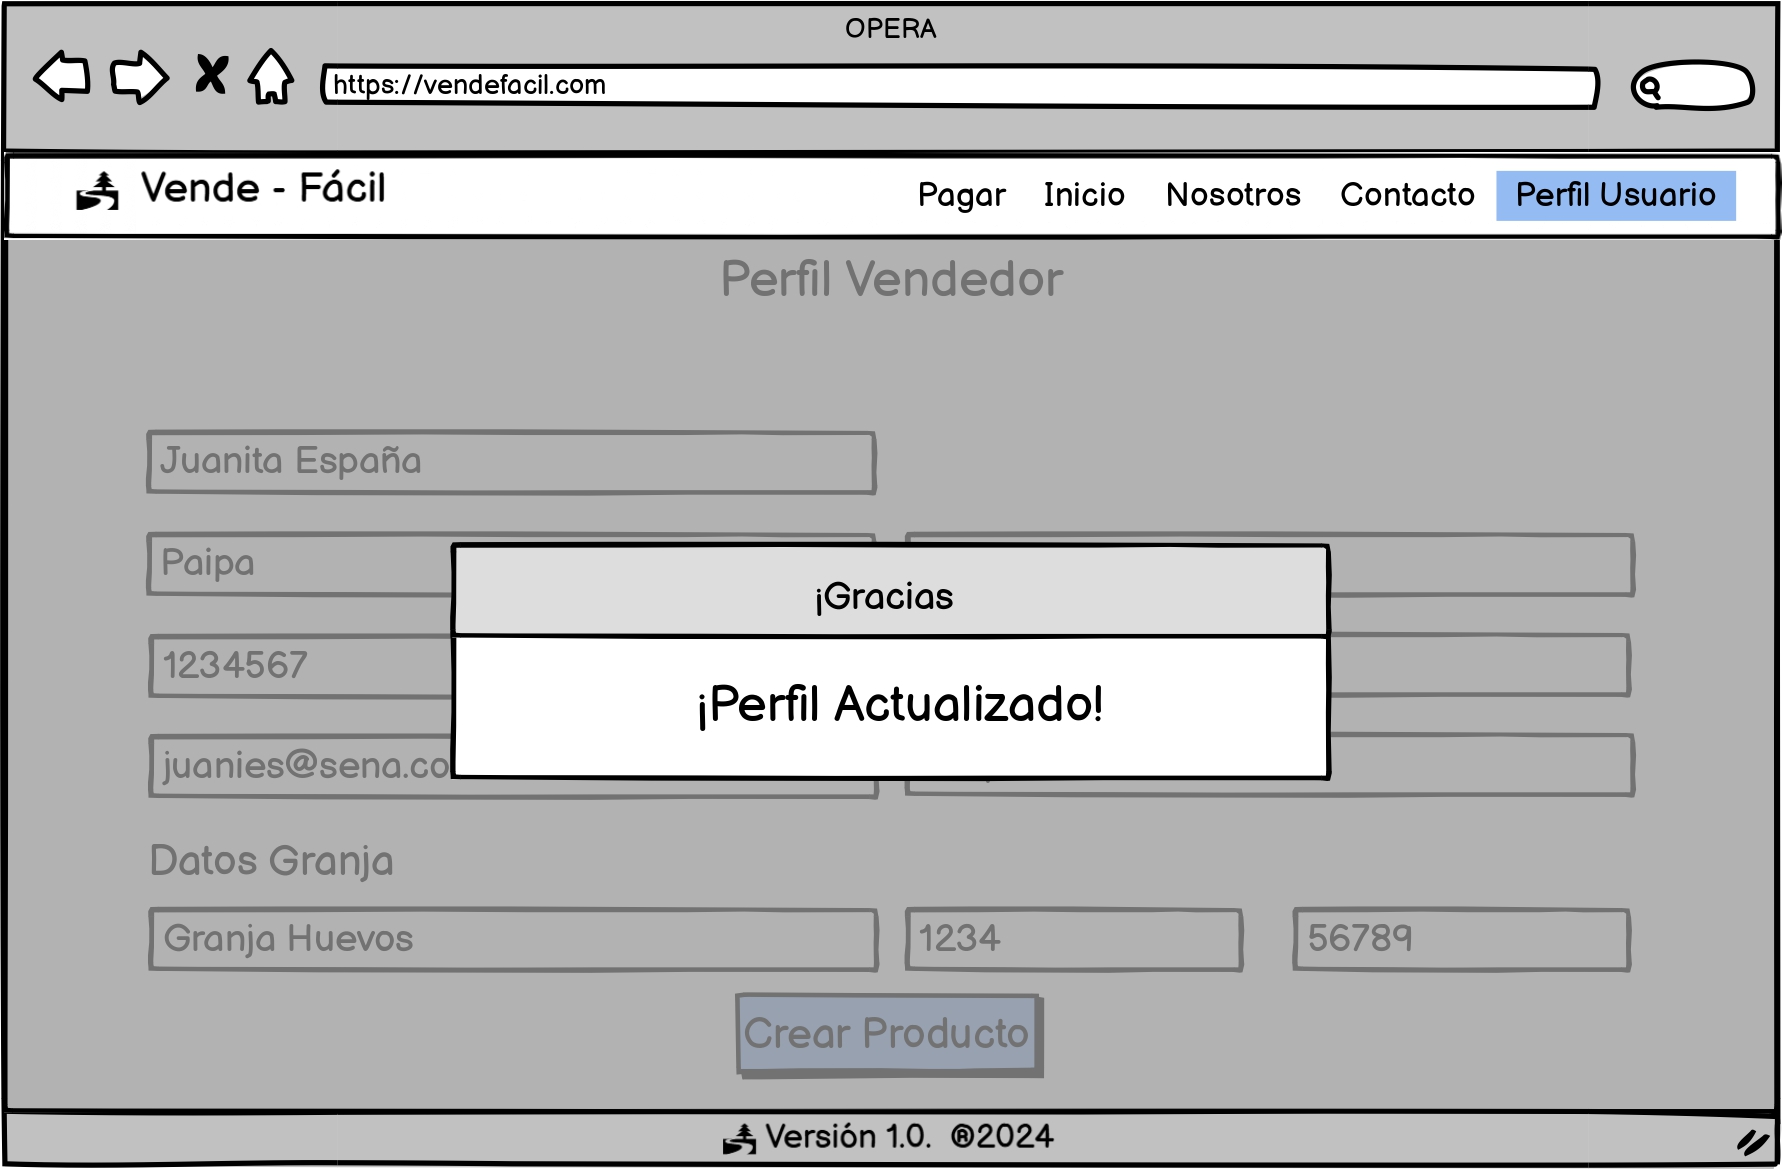 OPERA
https://vendefacil.com
Vende - Fácil
Pagar Inicio Nosotros Contacto Perfil Usuario
Perfil Vendedor
Juanita España
Paipa
¡Gracias
1234567
¡Perfil Actualizado!
juanies@sena.co
Datos Granja
Granja Huevos 1234 56789
Crear Producto
Versión 1.0. ®2024